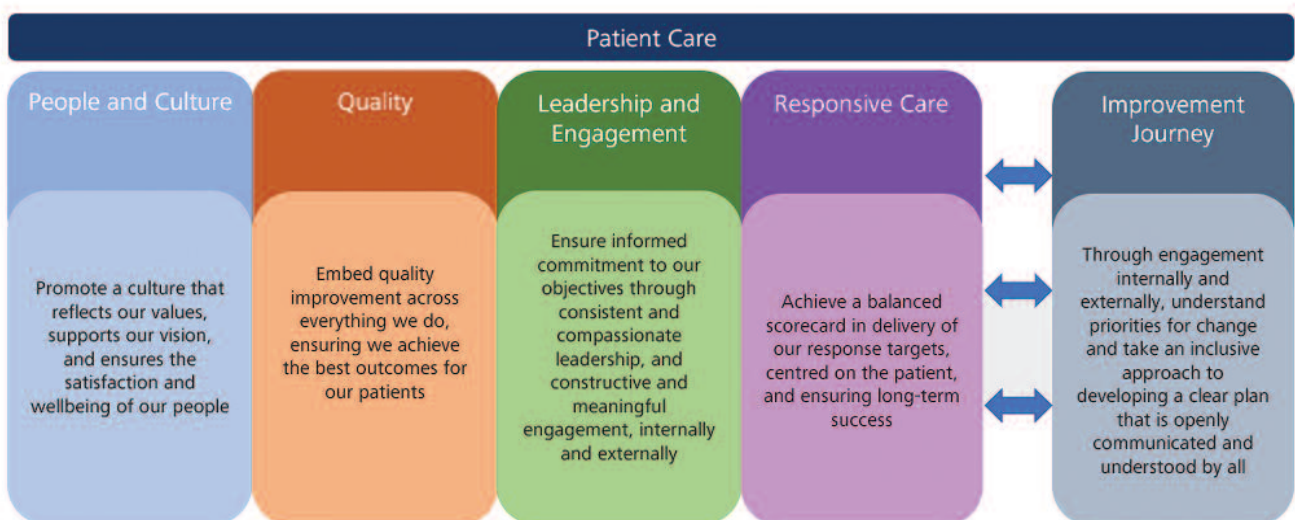 Patient Care
People and Culture
Promote a culture that
reflects our values,
supports our vision,
and ensures the
satisfaction and
wellbeing of our people
Quality
Embed quality
improvement across
everything we do,
ensuring we achieve
the best outcomes for
our patients
Leadership and
Engagement
Ensure informed
commitment to our
objectives through
consistent and
compassionate
leadership, and
constructive and
meaningful
engagement, internally
and externally
Responsive Care
Achieve a balanced
scorecard in delivery of
our response targets,
centred on the patient,
and ensuring long-term
success
Improvement
Journey
Through engagement
internally and
externally, understand
priorities for change
and take an inclusive
approach to
developing a clear plan
that is openly
communicated and
understood by all